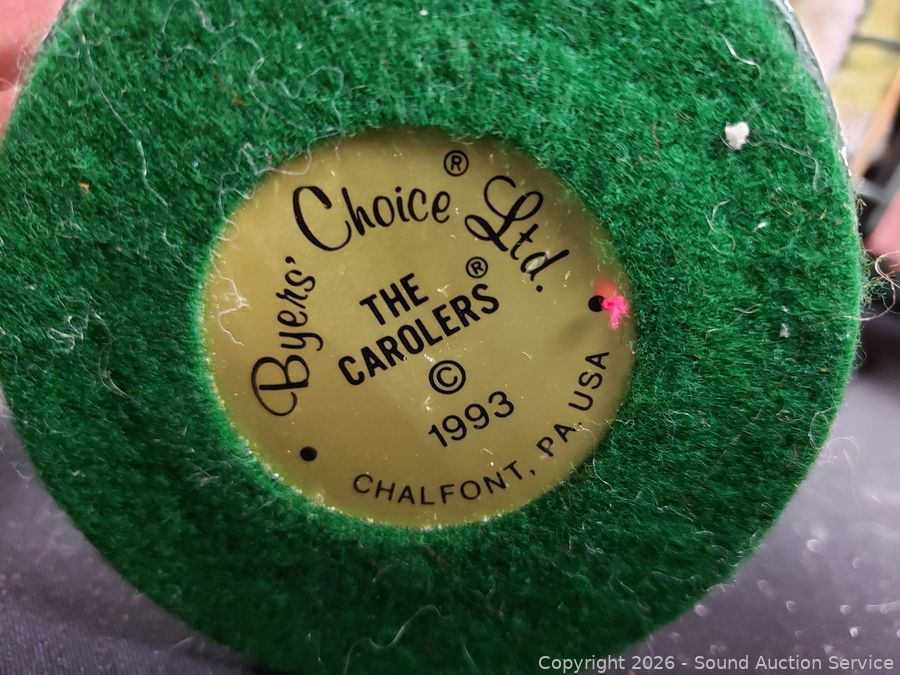 Byers' Choice® Ltd.
THE
CAROLERS®
©
1993
CHALFONT, PA, USA
Copyright © 2026 - Sound Auction Service